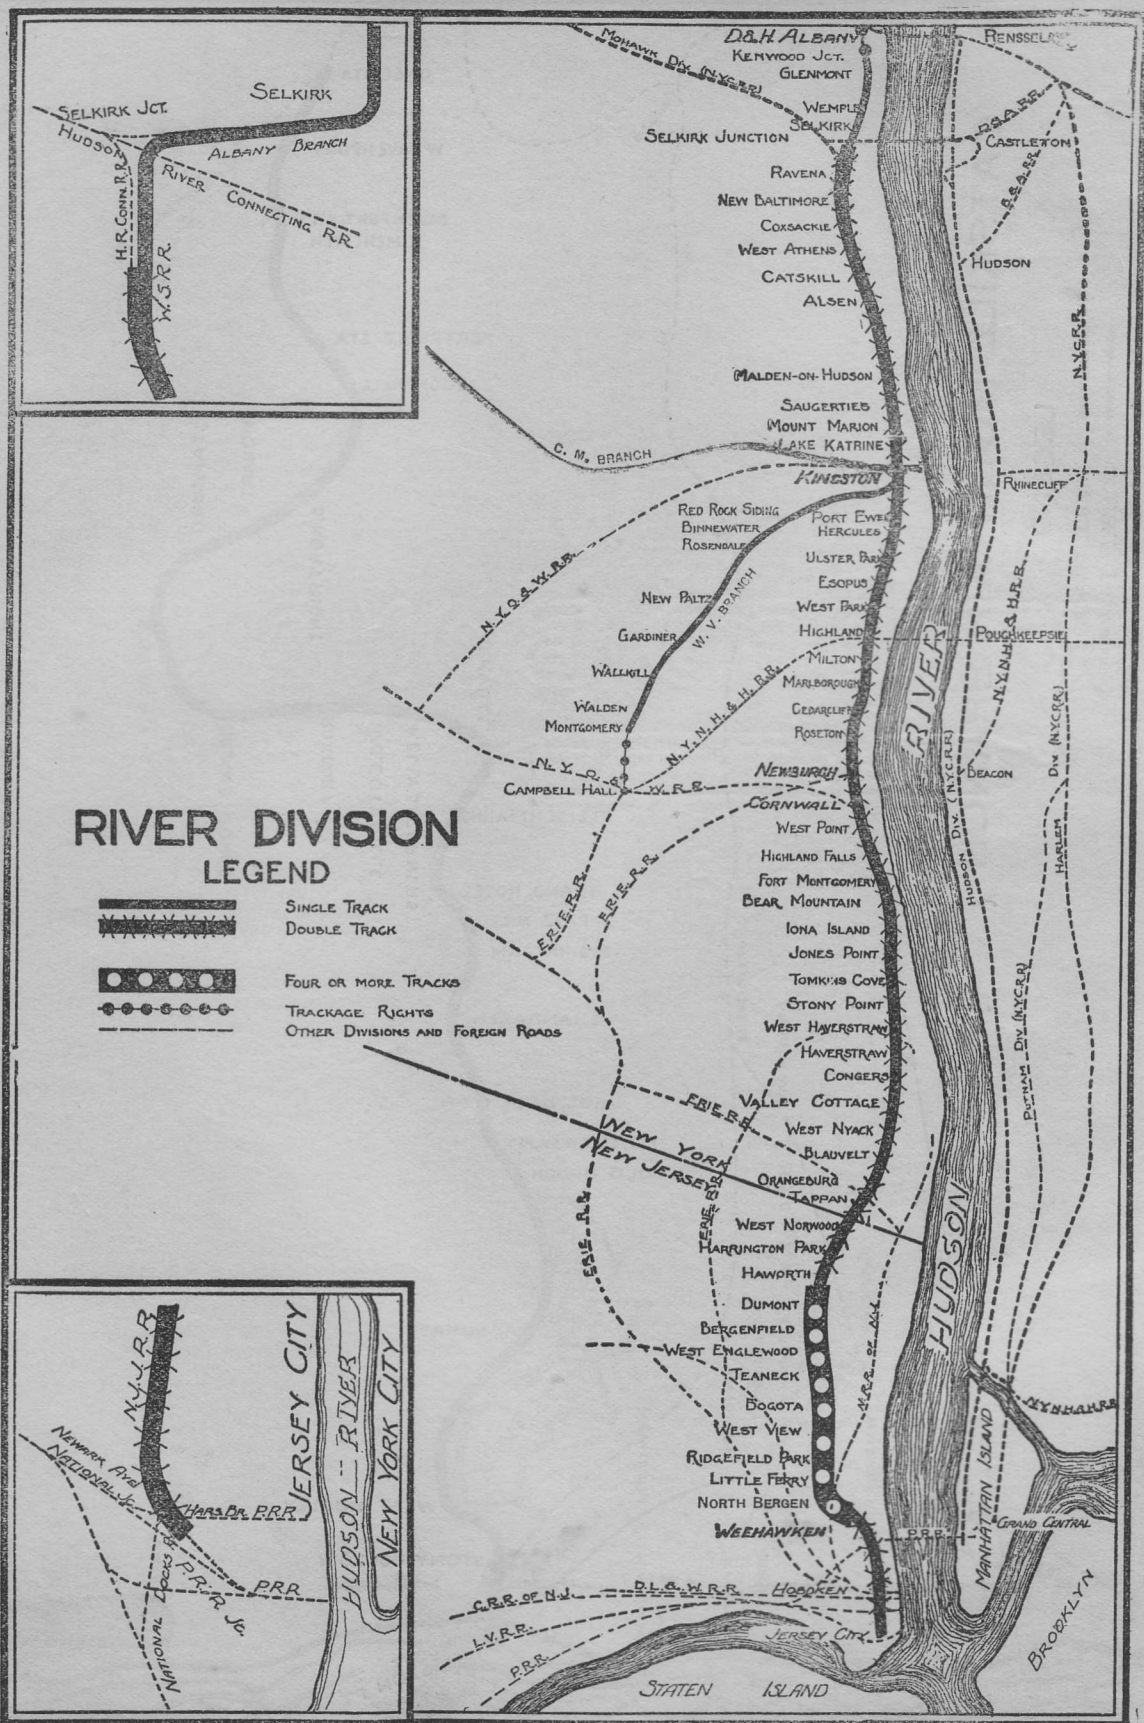 SELKIRK JCT.
SELKIRK
HUDSON
RIVER
CONNECTING R.R.
ALBANY BRANCH
H.R. CONN. R.R.
W.S.R.R.
MOHAWK DIV. (N.Y.C.R.R.)
D.&H. ALBANY
KENWOOD JCT.
GLENMONT
WEMPLE
SELKIRK
SELKIRK JUNCTION
RAVENA
NEW BALTIMORE
COXSACKIE
WEST ATHENS
CATSKILL
ALSEN
MALDEN-ON-HUDSON
SAUGERTIES
MOUNT MARION
LAKE KATRINE
C. M. BRANCH
KINGSTON
RED ROCK SIDING
BINNEWATER
ROSENDALE
NEW PALTZ
GARDINER
WALLKILL
WALDEN
MONTGOMERY
CAMPBELL HALL
W. V. BRANCH
N.Y.O.&W.R.R.
N.Y.O.&W.R.R.
N.Y.N.H.&H.R.R.
PORT EWEN
HERCULES
ULSTER PARK
ESOPUS
WEST PARK
HIGHLAND
MILTON
MARLBOROUGH
CEDARCLIFF
ROSETON
NEWBURGH
CORNWALL
WEST POINT
HIGHLAND FALLS
FORT MONTGOMERY
BEAR MOUNTAIN
IONA ISLAND
JONES POINT
TOMKINS COVE
STONY POINT
WEST HAVERSTRAW
HAVERSTRAW
CONGERS
VALLEY COTTAGE
WEST NYACK
BLAUVELT
ORANGEBURG
TAPPAN
WEST NORWOOD
HARRINGTON PARK
HAWORTH
DUMONT
BERGENFIELD
WEST ENGLEWOOD
TEANECK
BOGOTA
WEST VIEW
RIDGEFIELD PARK
LITTLE FERRY
NORTH BERGEN
WEEHAWKEN
HOBOKEN
JERSEY CITY
RENSSELAER
B.&A.R.R.
CASTLETON
B.&A.R.R.
HUDSON
N.Y.C.R.R.
RHINECLIFF
N.Y.N.H.&H.R.R.
POUGHKEEPSIE
BEACON
HUDSON DIV. (N.Y.C.R.R.)
HARLEM DIV (N.Y.C.R.R.)
PUTNAM DIV (N.Y.C.R.R.)
HUDSON RIVER
RIVER DIVISION
LEGEND
SINGLE TRACK
DOUBLE TRACK
FOUR OR MORE TRACKS
TRACKAGE RIGHTS
OTHER DIVISIONS AND FOREIGN ROADS
ERIE R.R.
ERIE R.R.
ERIE R.R.
ERIE R.R.
ERIE R.R.
NEW YORK
NEW JERSEY
N.R.R. OF N.J.
N.Y.N.H.&H.R.R.
MANHATTAN ISLAND
GRAND CENTRAL
P.R.R.
BROOKLYN
C.R.R. OF N.J.
D.L.&W.R.R.
L.V.R.R.
P.R.R.
STATEN ISLAND
N.J.J.R.R.
NEWARK AVE
NATIONAL JC.
HARS BR. P.R.R.
P.R.R. JC.
P.R.R.
NATIONAL DOCKS R.
JERSEY CITY
HUDSON RIVER
NEW YORK CITY